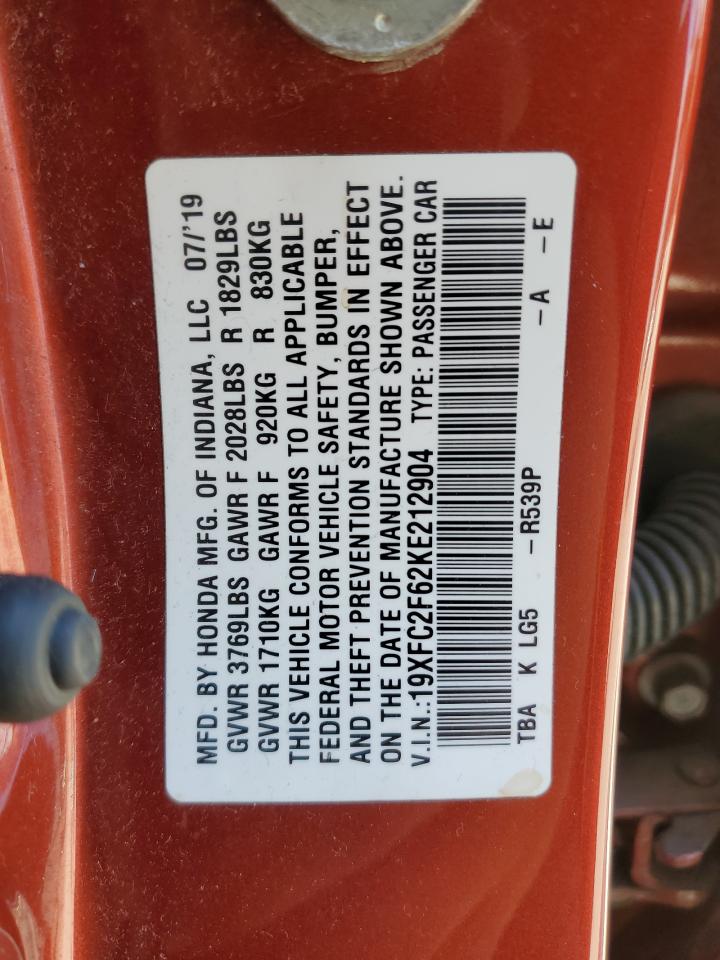 MFD. BY HONDA MFG. OF INDIANA, LLC 07/'19
GVWR 3769LBS GAWR F 2028LBS R 1829LBS
GVWR 1710KG GAWR F 920KG R 830KG
THIS VEHICLE CONFORMS TO ALL APPLICABLE
FEDERAL MOTOR VEHICLE SAFETY, BUMPER,
AND THEFT PREVENTION STANDARDS IN EFFECT
ON THE DATE OF MANUFACTURE SHOWN ABOVE.
V.I.N.:19XFC2F62KE212904 TYPE: PASSENGER CAR
TBA K LG5 -R539P -A -E